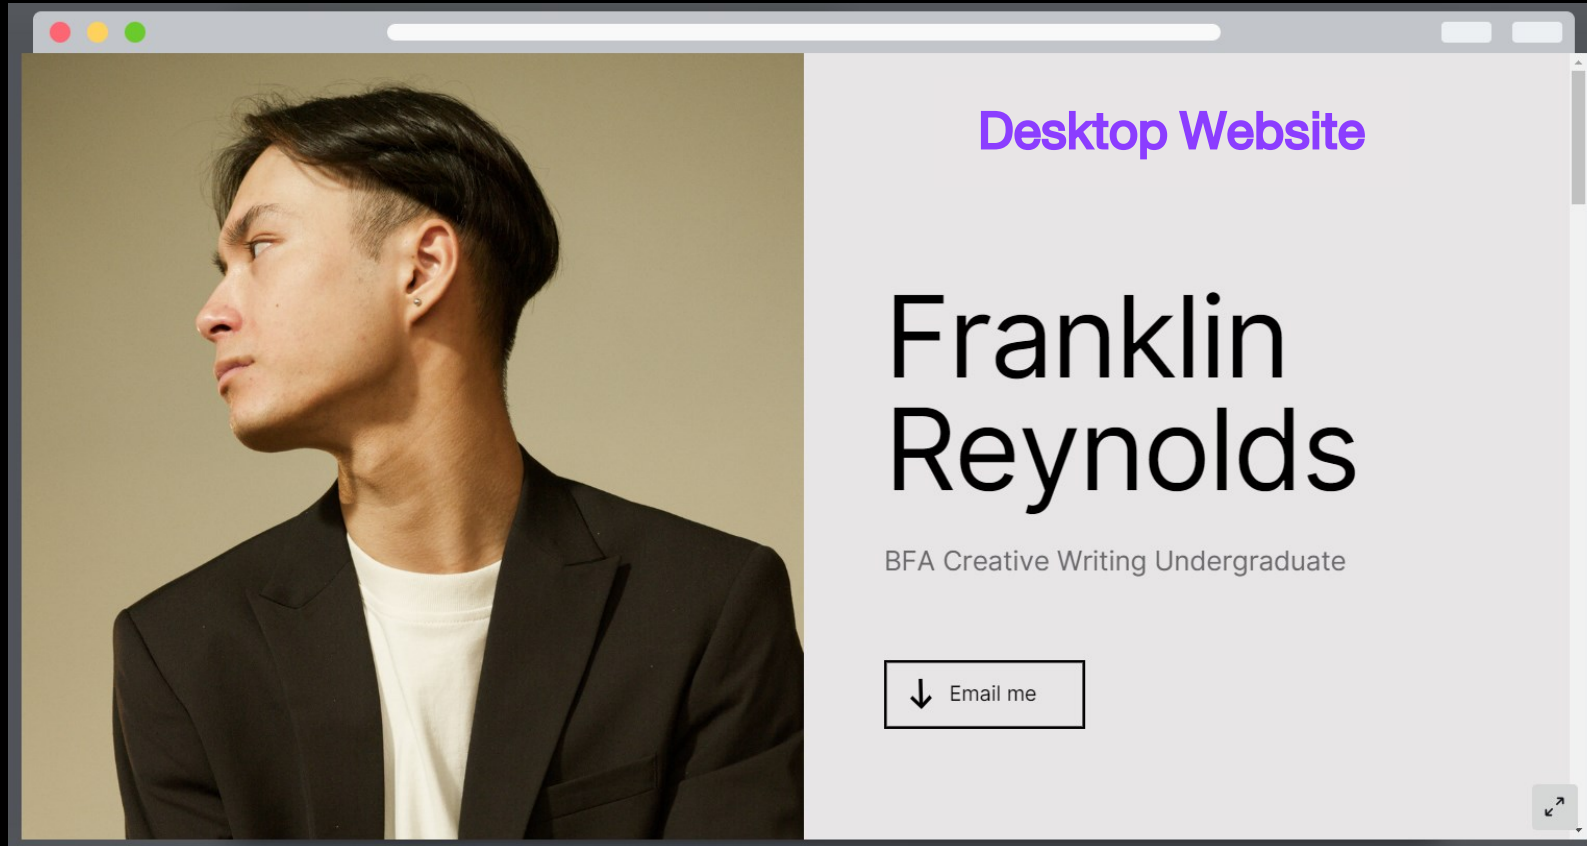 Desktop Website
Franklin
Reynolds
BFA Creative Writing Undergraduate
Email me